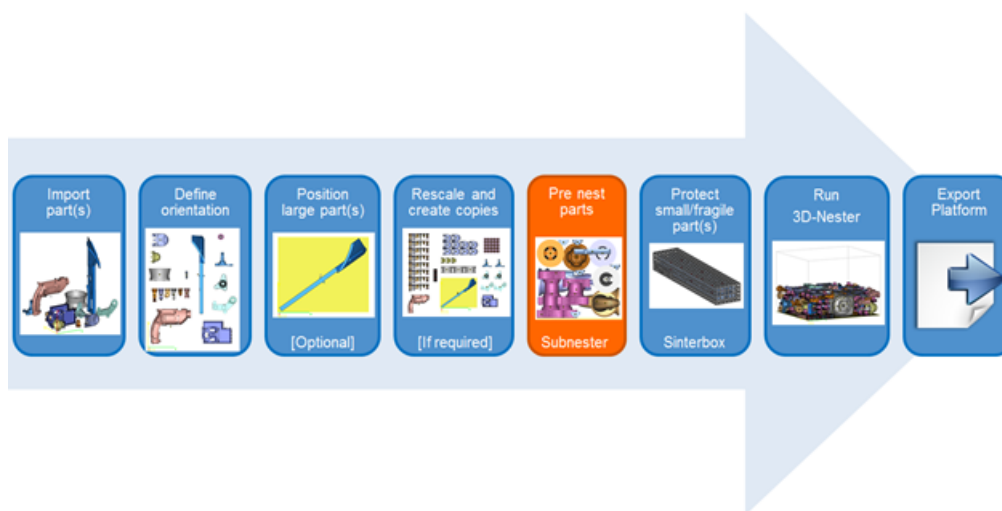 Import
part(s)
Define
orientation
Position
large part(s)
[Optional]
Rescale and
create copies
[If required]
Pre nest
parts
Subnester
Protect
small/fragile
part(s)
Sinterbox
Run
3D-Nester
Export
Platform